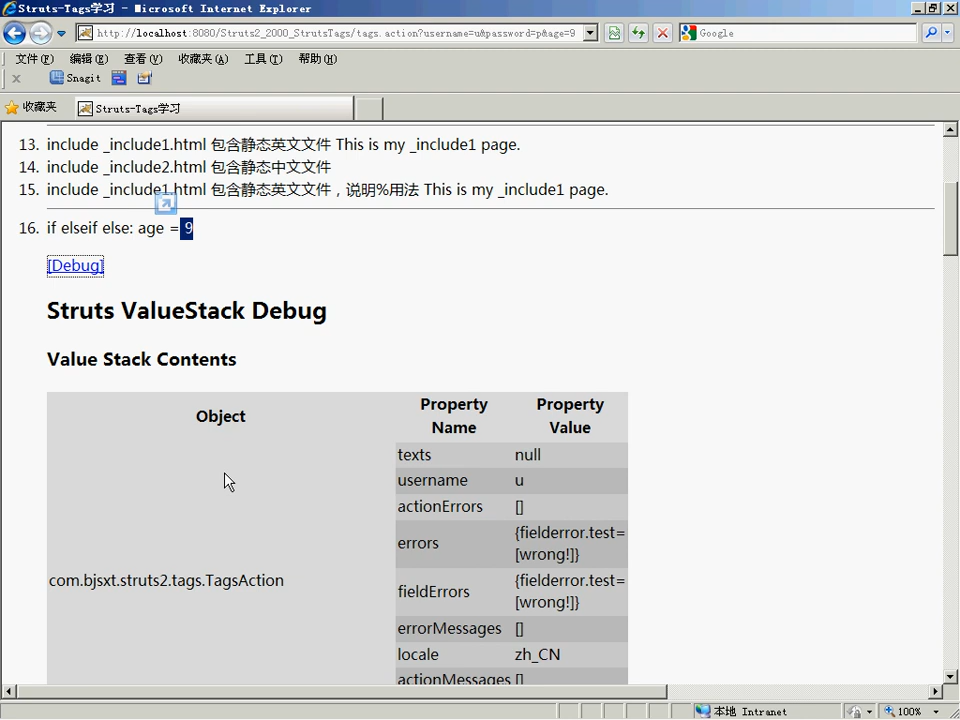 Struts-Tags学习 - Microsoft Internet Explorer
http://localhost:8080/Struts2_2000_StrutsTags/tags.action?username=u&password=p&age=9
Google
文件(F) 编辑(E) 查看(V) 收藏夹(A) 工具(T) 帮助(H)
x Snagit
收藏夹 Struts-Tags学习
13. include _include1.html 包含静态英文文件 This is my _include1 page.
14. include _include2.html 包含静态中文文件
15. include _include1.html 包含静态英文文件，说明%用法 This is my _include1 page.
16. if elseif else: age = 9
[Debug]
Struts ValueStack Debug
Value Stack Contents
Object Property Name Property Value
texts null
username u
actionErrors []
errors {fielderror.test=[wrong!]}
com.bjsxt.struts2.tags.TagsAction
fieldErrors {fielderror.test=[wrong!]}
errorMessages []
locale zh_CN
actionMessages []
本地 Intranet 100%